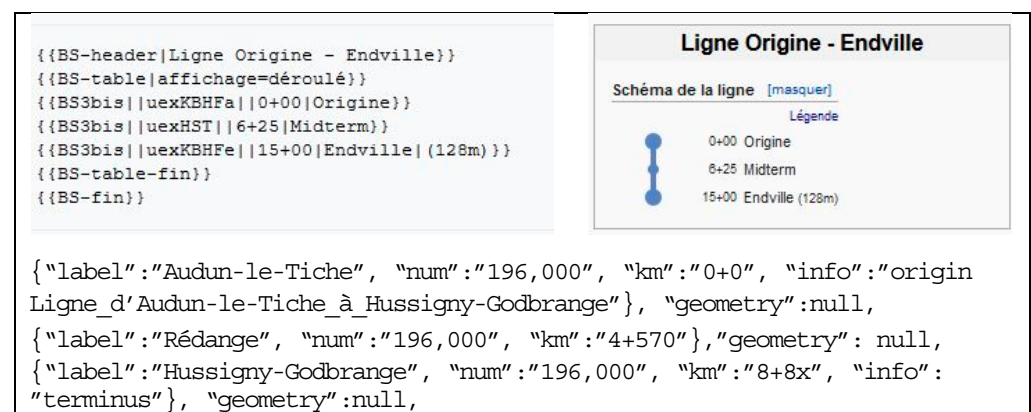 {{BS-header|Ligne Origine - Endville}}
{{BS-table|affichage=déroulé}}
{{BS3bis||uexKBHFa||0+00|Origine}}
{{BS3bis||uexHST||6+25|Midterm}}
{{BS3bis||uexKBHFe||15+00|Endville|(128m)}}
{{BS-table-fin}}
{{BS-fin}}
Ligne Origine - Endville
Schéma de la ligne [masquer]
Légende
0+00 Origine
6+25 Midterm
15+00 Endville (128m)
{“label":"Audun-le-Tiche", “num":"196,000", “km":"0+0", “info":"origin
Ligne_d'Audun-le-Tiche_à_Hussigny-Godbrange"}, “geometry":null,
{“label":"Rédange", “num":"196,000", “km":"4+570"},"geometry": null,
{“label":"Hussigny-Godbrange", “num":"196,000", “km":"8+8x", “info":
"terminus"}, “geometry":null,